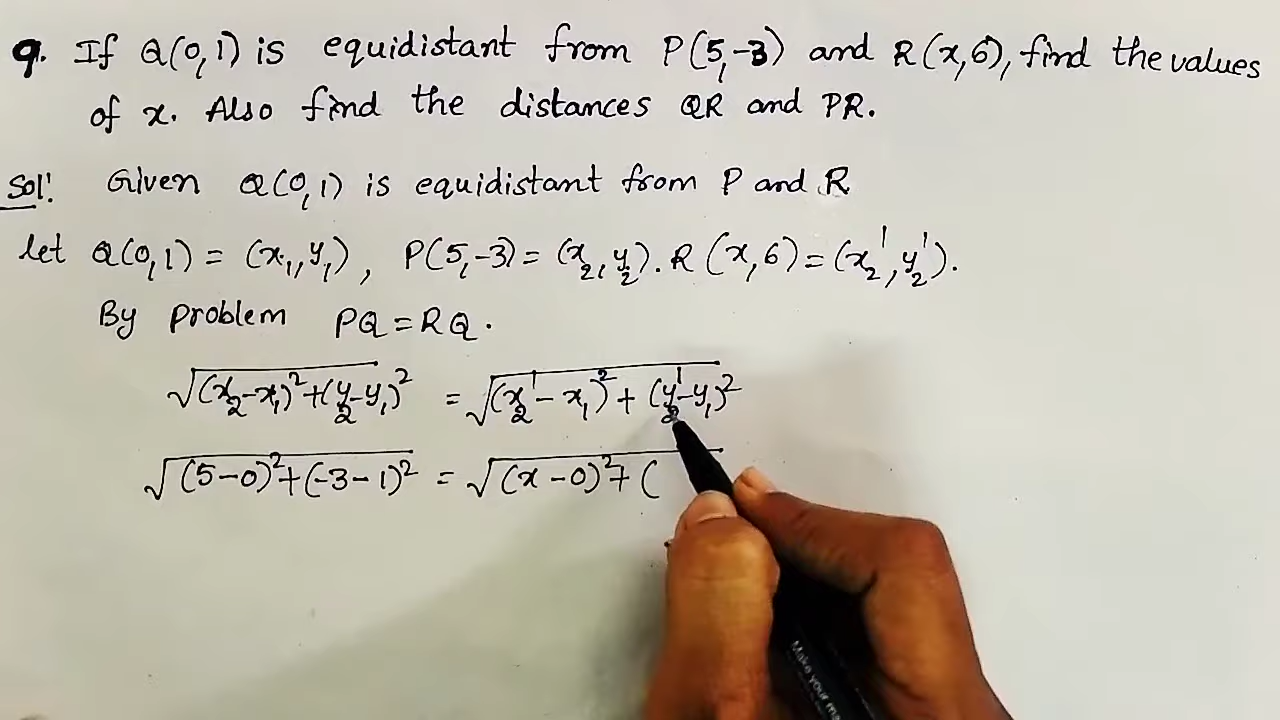 9. If Q(0,1) is equidistant from P(5,-3) and R(x,6), find the values
of x. Also find the distances QR and PR.
Sol: Given Q(0,1) is equidistant from P and R
let Q(0,1) = (x₁,y₁), P(5,-3) = (x₂,y₂). R(x,6) = (x₂',y₂').
By problem PQ = RQ.
√(x₂-x₁)²+(y₂-y₁)² = √(x₂'-x₁)²+(y₂'-y₁)²
√(5-0)²+(-3-1)² = √(x-0)²+(
Make your ma